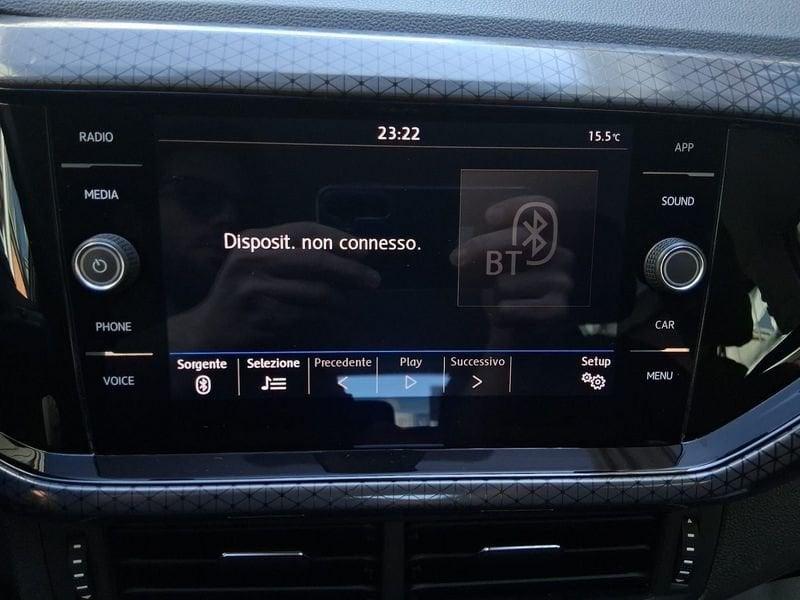 RADIO
MEDIA
PHONE
VOICE
23:22
15.5°C
Disposit. non connesso.
BT
Sorgente
Selezione
Precedente
Play
Successivo
Setup
APP
SOUND
CAR
MENU